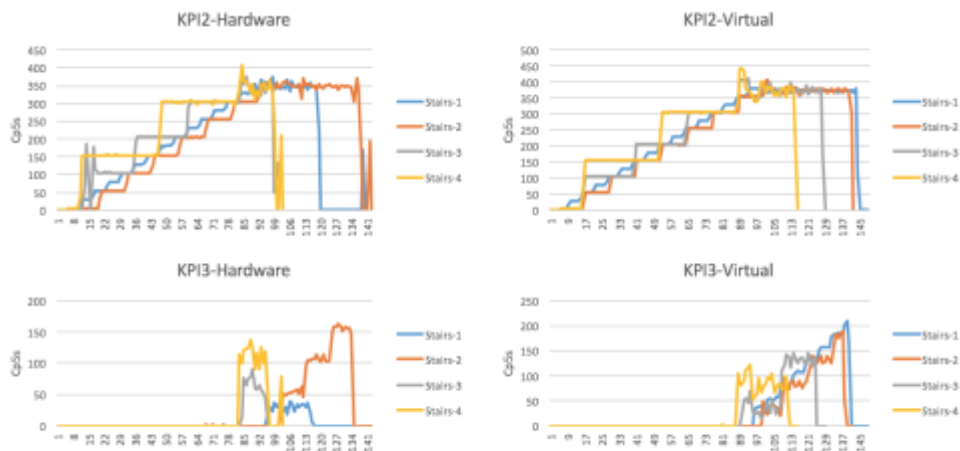 KPI2-Hardware
450
400
350
300
250
200
150
100
50
0
Cp5s
1 8 15 22 29 36 43 50 57 64 71 78 85 92 99 106 113 120 127 134 141
Stairs-1
Stairs-2
Stairs-3
Stairs-4
KPI2-Virtual
500
450
400
350
300
250
200
150
100
50
0
Cp5s
1 9 17 25 33 41 49 57 65 73 81 89 97 105 113 121 129 137 145
Stairs-1
Stairs-2
Stairs-3
Stairs-4
KPI3-Hardware
200
150
100
50
0
Cp5s
1 8 15 22 29 36 43 50 57 64 71 78 85 92 99 106 113 120 127 134 141
Stairs-1
Stairs-2
Stairs-3
Stairs-4
KPI3-Virtual
250
200
150
100
50
0
Cp5s
1 9 17 25 33 41 49 57 65 73 81 89 97 105 113 121 129 137 145
Stairs-1
Stairs-2
Stairs-3
Stairs-4